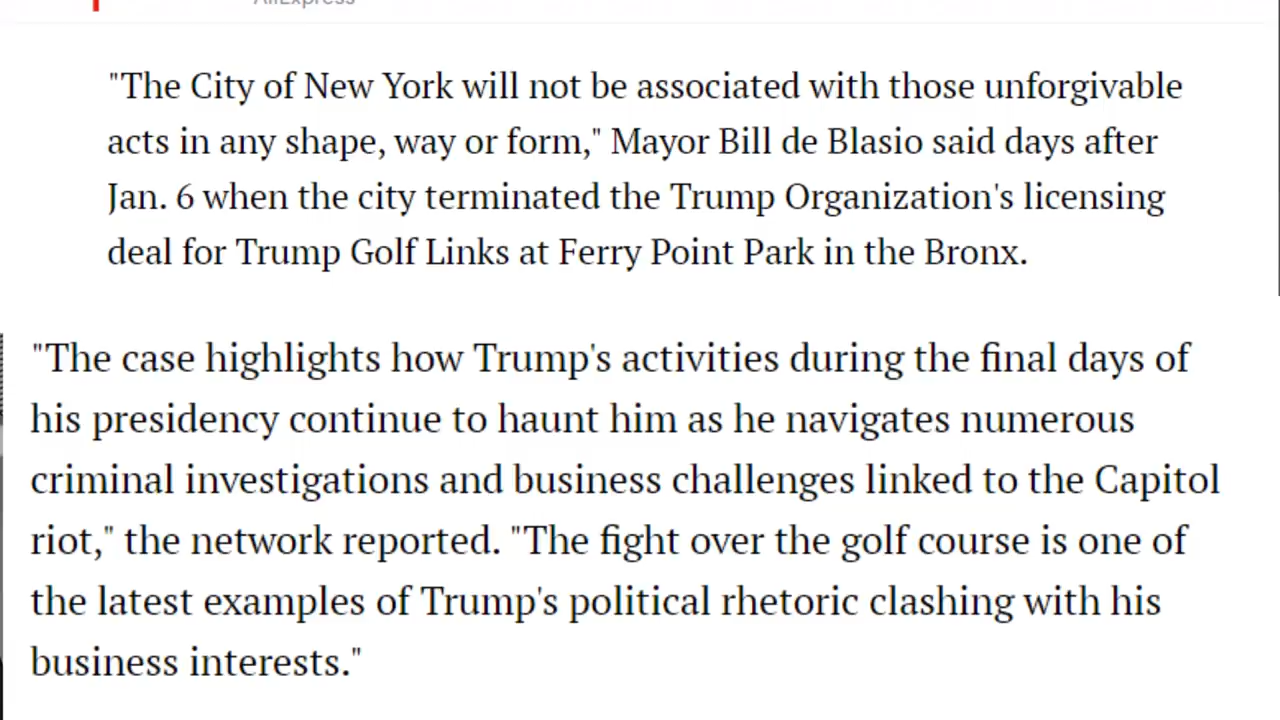 AliExpress
"The City of New York will not be associated with those unforgivable
acts in any shape, way or form," Mayor Bill de Blasio said days after
Jan. 6 when the city terminated the Trump Organization's licensing
deal for Trump Golf Links at Ferry Point Park in the Bronx.
"The case highlights how Trump's activities during the final days of
his presidency continue to haunt him as he navigates numerous
criminal investigations and business challenges linked to the Capitol
riot," the network reported. "The fight over the golf course is one of
the latest examples of Trump's political rhetoric clashing with his
business interests."